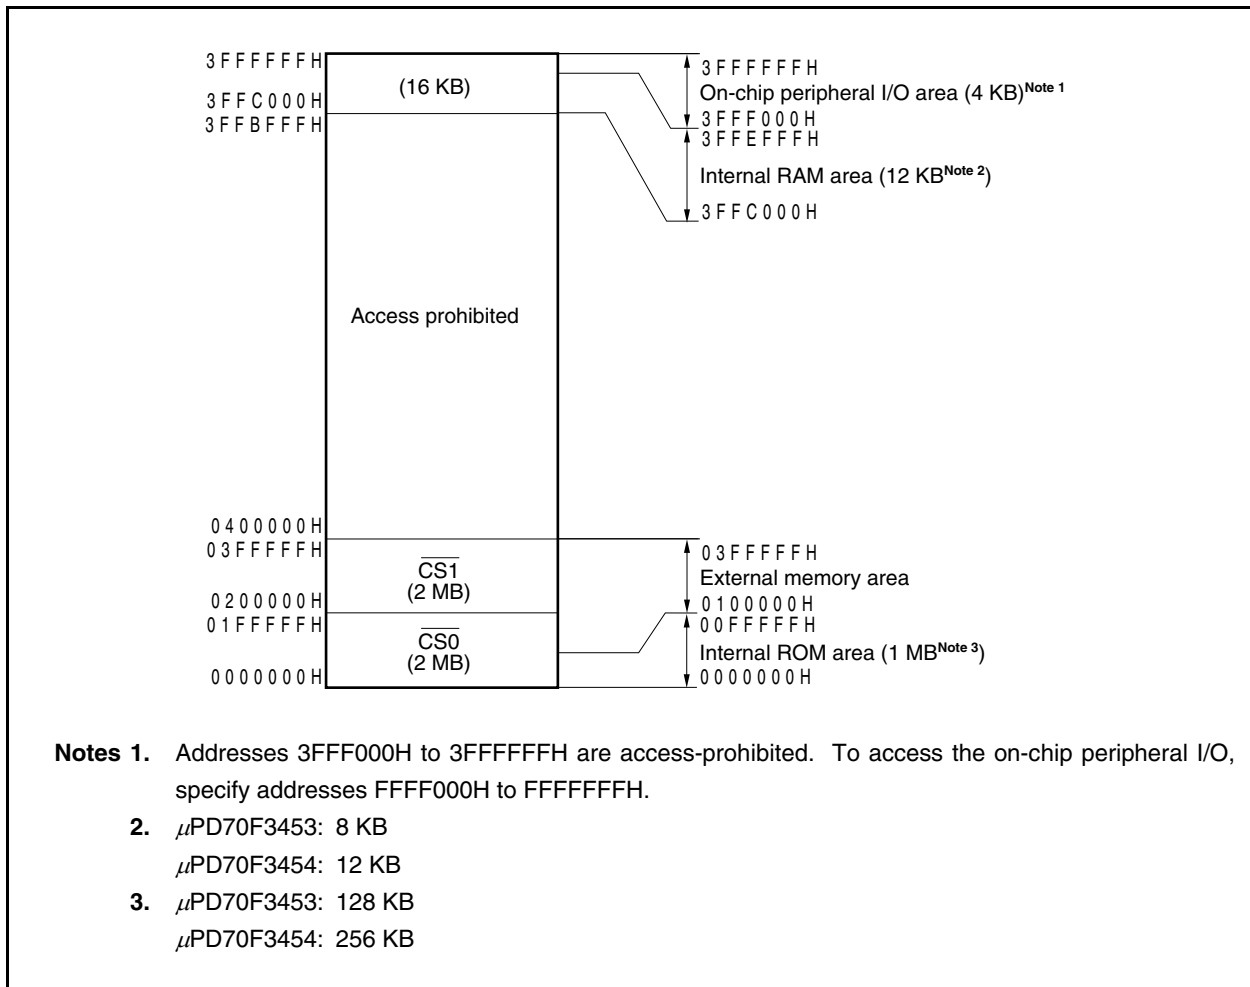 3FFFFFFH
3FFC000H
3FFBFFFH
(16 KB)
3FFFFFFH
On-chip peripheral I/O area (4 KB)Note 1
3FFF000H
3FFEFFFH
Internal RAM area (12 KBNote 2)
3FFC000H
Access prohibited
0400000H
03FFFFFH
CS1
(2 MB)
0200000H
01FFFFFH
CS0
(2 MB)
0000000H
03FFFFFH
External memory area
0100000H
00FFFFFH
Internal ROM area (1 MBNote 3)
0000000H
Notes 1. Addresses 3FFF000H to 3FFFFFFH are access-prohibited. To access the on-chip peripheral I/O,
specify addresses FFFF000H to FFFFFFFH.
2. μPD70F3453: 8 KB
μPD70F3454: 12 KB
3. μPD70F3453: 128 KB
μPD70F3454: 256 KB